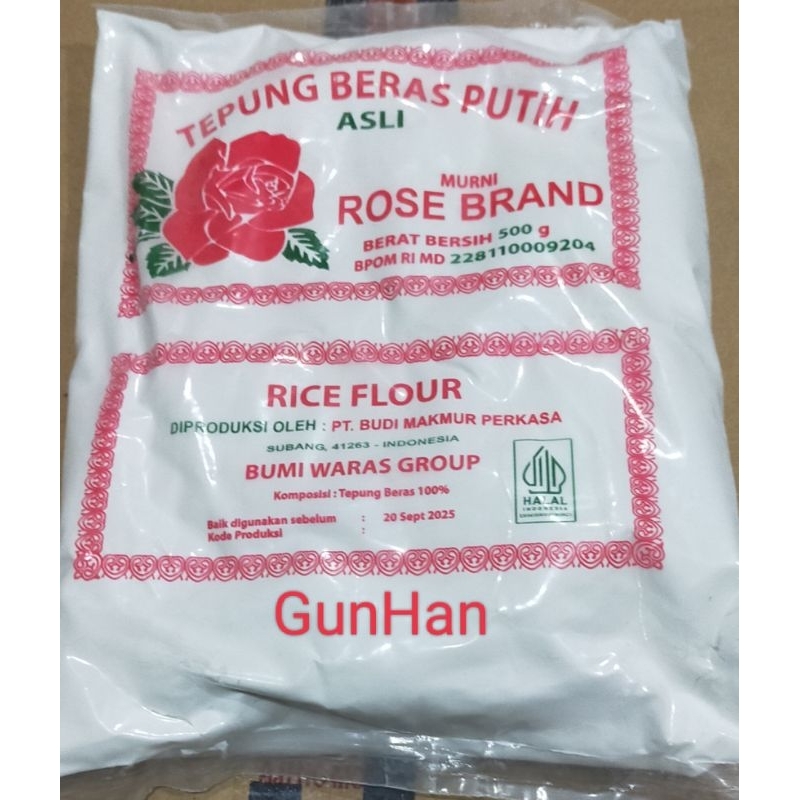 TEPUNG BERAS PUTIH
ASLI
MURNI
ROSE BRAND
BERAT BERSIH 500 g
BPOM RI MD 228110009204
RICE FLOUR
DIPRODUKSI OLEH : PT. BUDI MAKMUR PERKASA
SUBANG, 41263 - INDONESIA
BUMI WARAS GROUP
Komposisi : Tepung Beras 100%
HALAL
INDONESIA
Baik digunakan sebelum : 20 Sept 2025
Kode Produksi :
GunHan